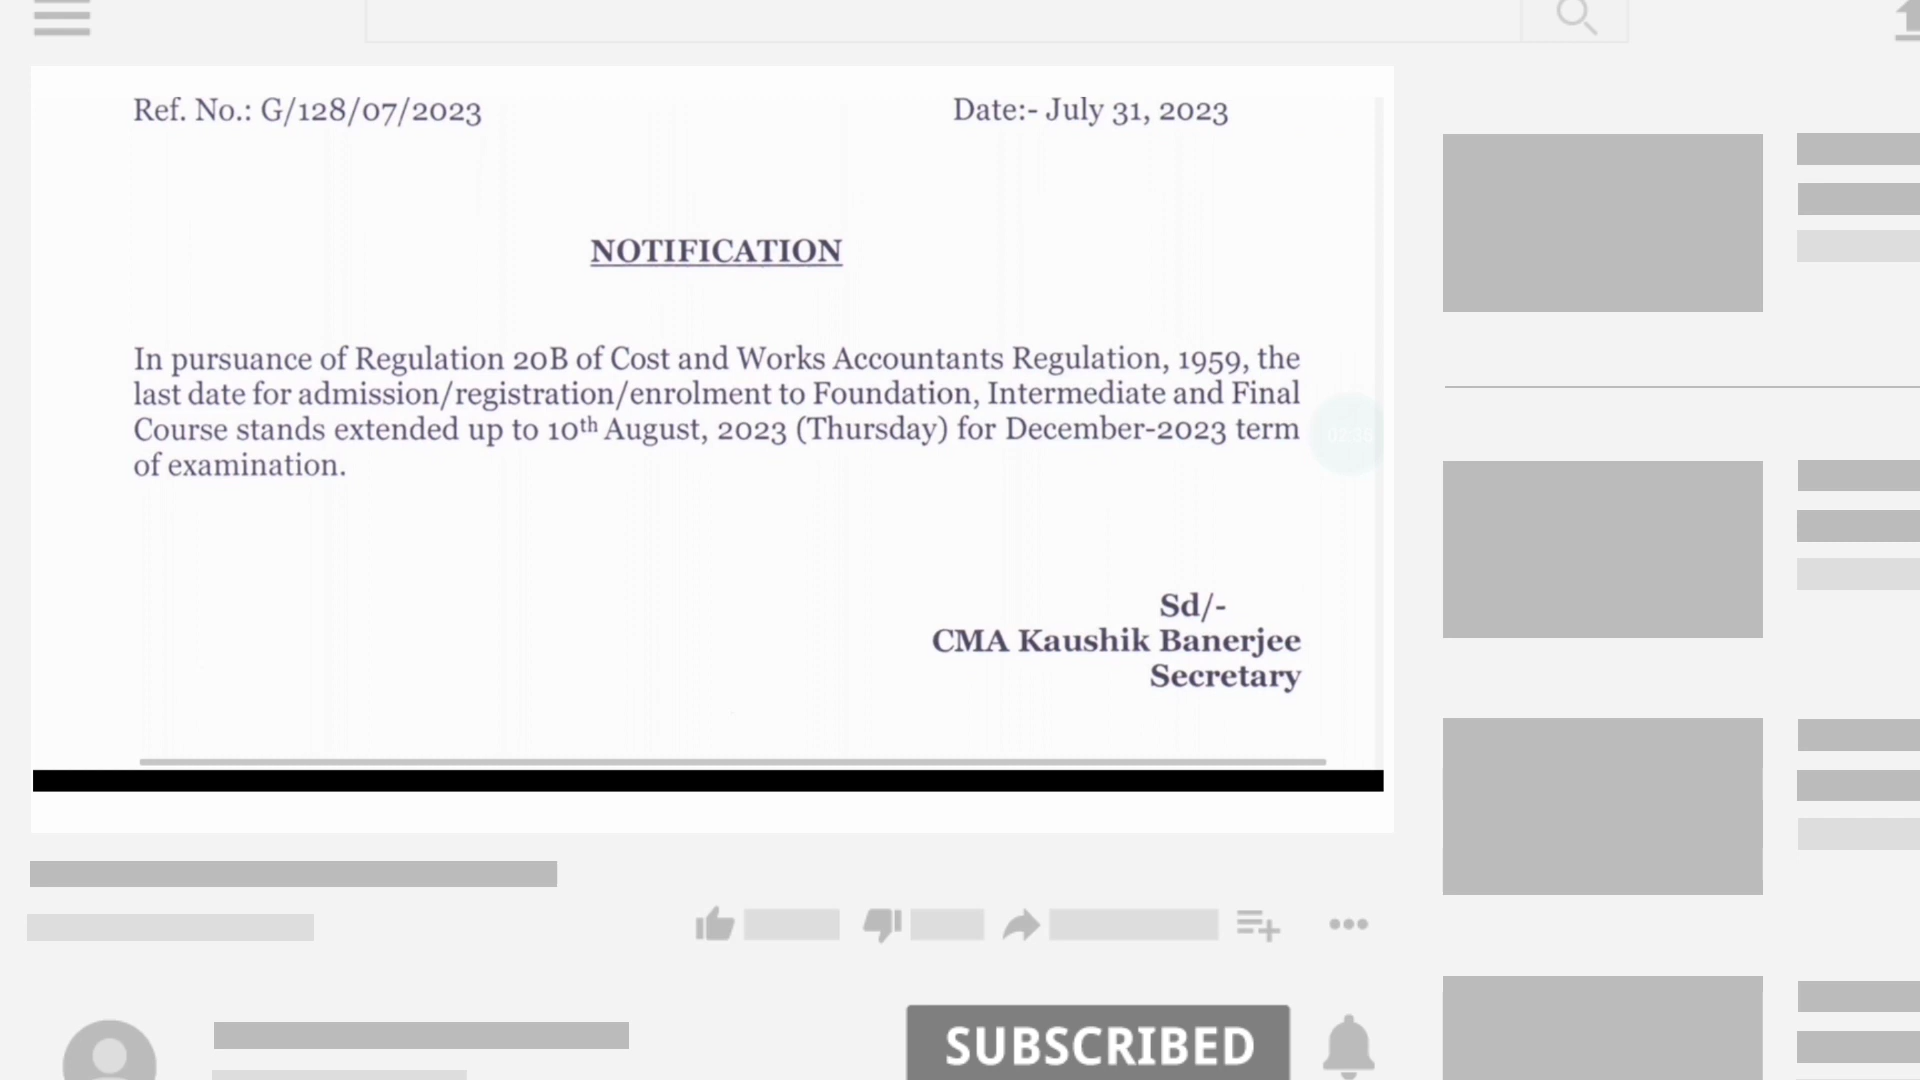 Ref. No.: G/128/07/2023 Date:- July 31, 2023
NOTIFICATION
In pursuance of Regulation 20B of Cost and Works Accountants Regulation, 1959, the
last date for admission/registration/enrolment to Foundation, Intermediate and Final
Course stands extended up to 10th August, 2023 (Thursday) for December-2023 term
of examination.
02:38
Sd/-
CMA Kaushik Banerjee
Secretary
SUBSCRIBED